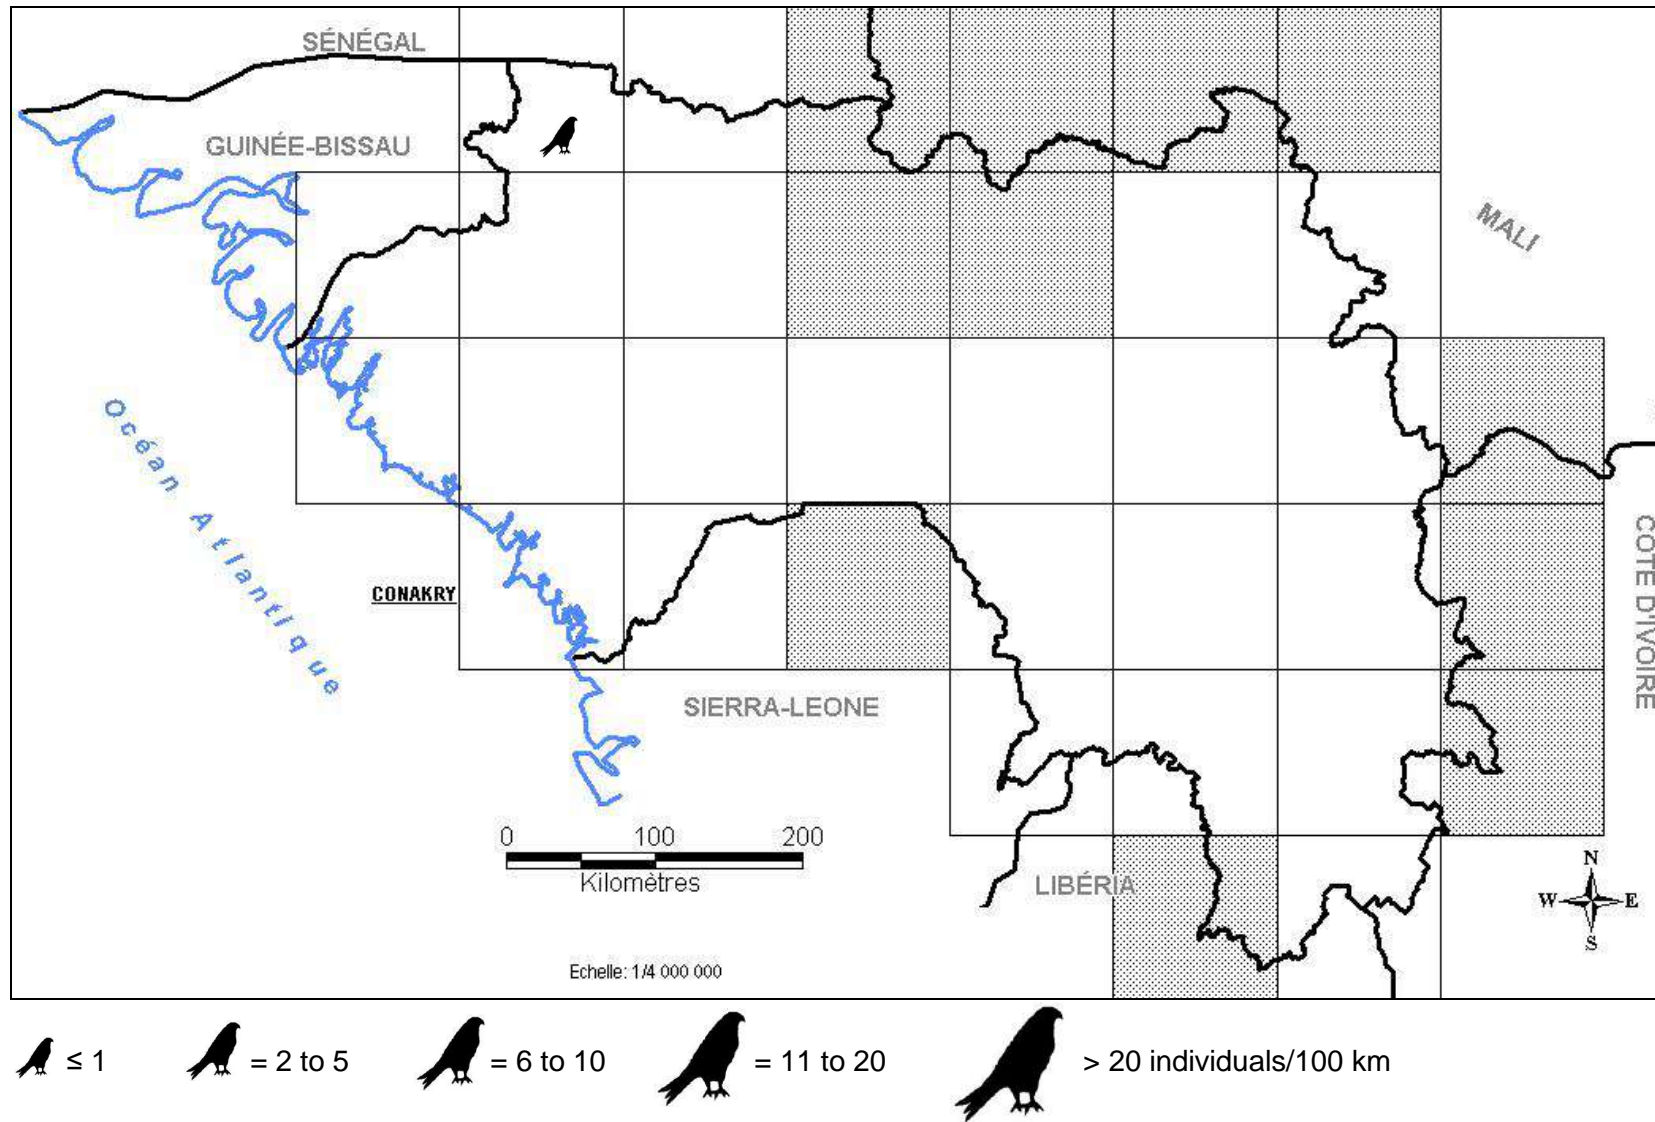 SÉNÉGAL
GUINÉE-BISSAU
MALI
Océan Atlantique
CONAKRY
COTE D'IVOIRE
SIERRA-LEONE
0 100 200
Kilomètres
LIBÉRIA
N
W E
S
Echelle: 1/4 000 000
≤ 1 = 2 to 5 = 6 to 10 = 11 to 20 > 20 individuals/100 km